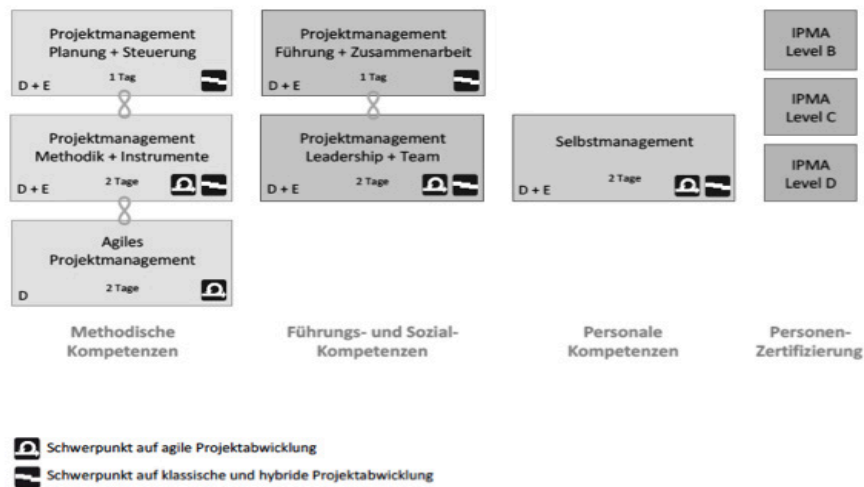 Projektmanagement
Planung + Steuerung
1 Tag
D + E
Projektmanagement
Methodik + Instrumente
2 Tage
D + E
Agiles
Projektmanagement
2 Tage
D
Methodische
Kompetenzen
Projektmanagement
Führung + Zusammenarbeit
1 Tag
D + E
Projektmanagement
Leadership + Team
2 Tage
D + E
Führungs- und Sozial-
Kompetenzen
Selbstmanagement
2 Tage
D + E
Personale
Kompetenzen
IPMA
Level B
IPMA
Level C
IPMA
Level D
Personen-
Zertifizierung
Schwerpunkt auf agile Projektabwicklung
Schwerpunkt auf klassische und hybride Projektabwicklung